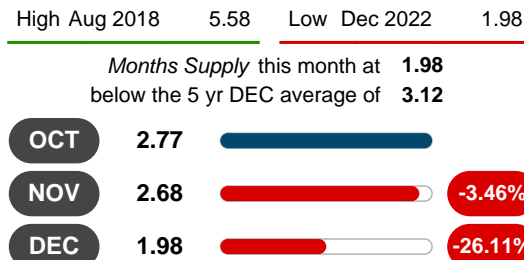 High Aug 2018 5.58 Low Dec 2022 1.98
Months Supply this month at 1.98
below the 5 yr DEC average of 3.12
OCT 2.77
NOV 2.68 -3.46%
DEC 1.98 -26.11%